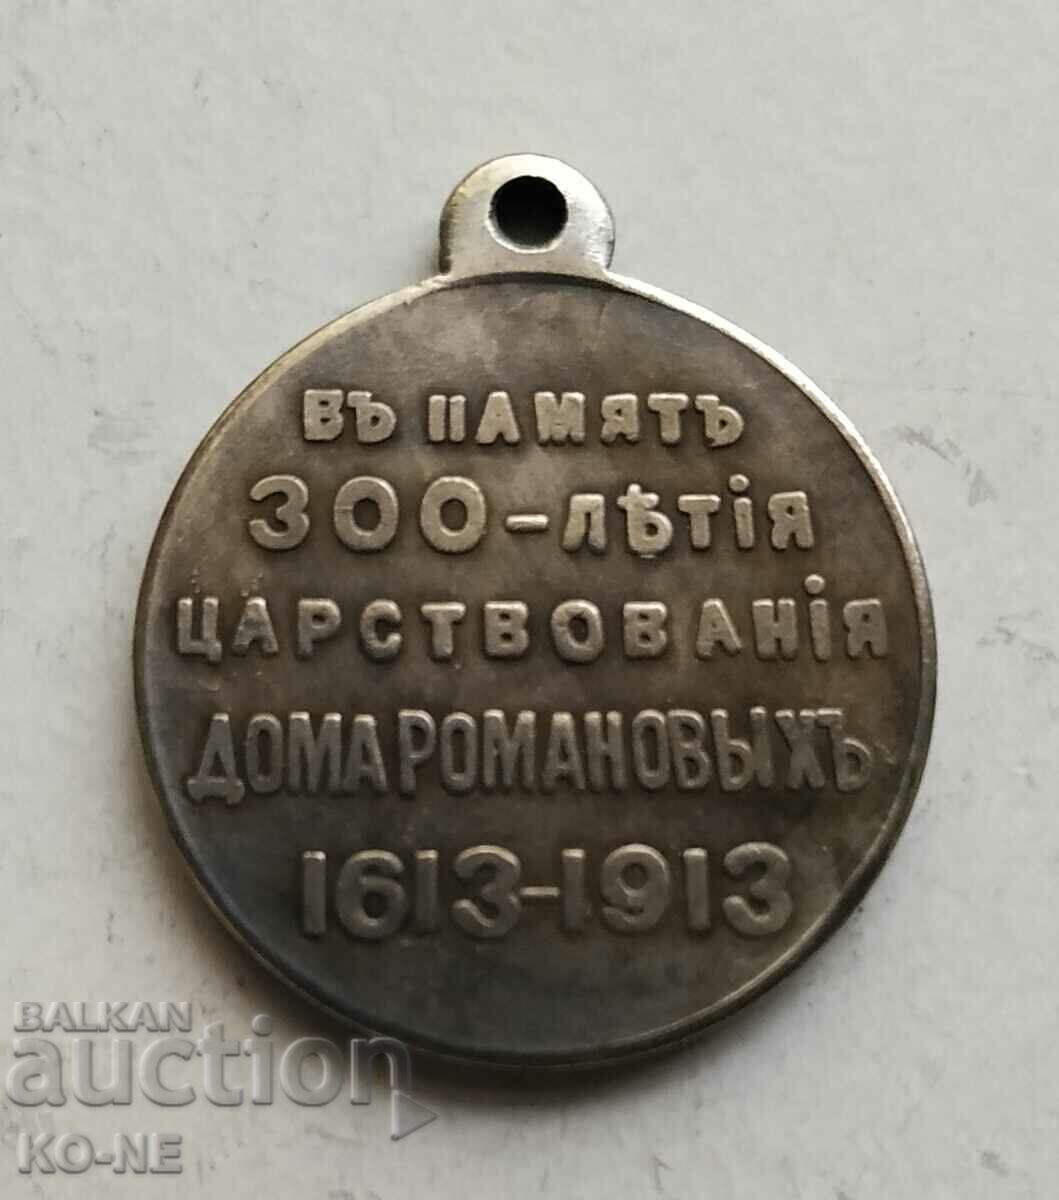 ВЪ ПАМЯТЬ
300-ЛѢТІЯ
ЦАРСТВОВАНІЯ
ДОМА РОМАНОВЫХЪ
1613-1913
BALKAN
auction
KO-NE